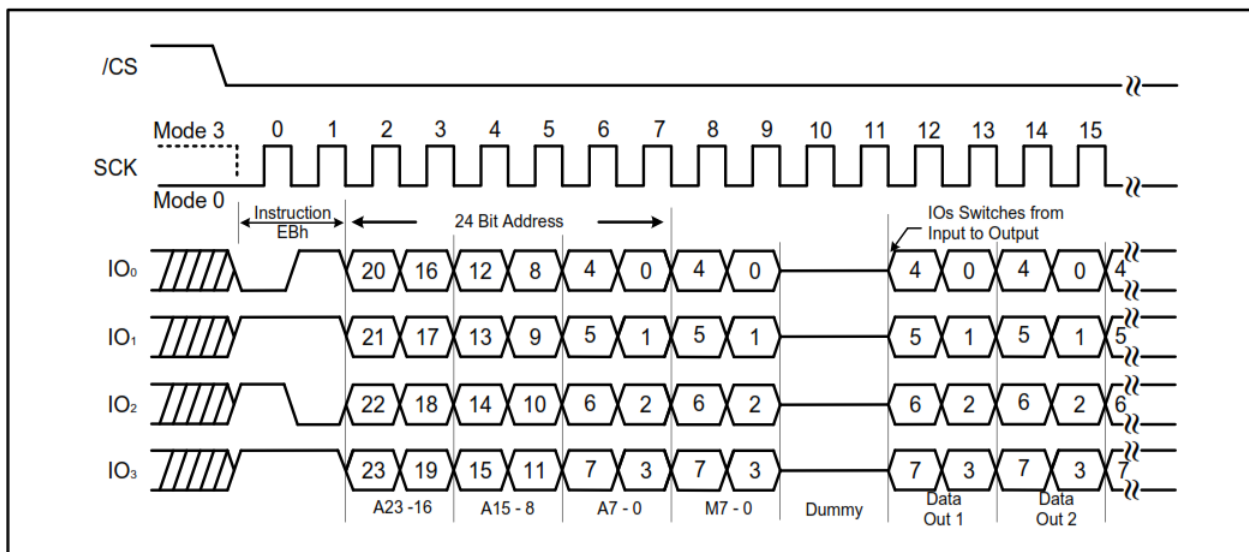 /CS
Mode 3 0 1 2 3 4 5 6 7 8 9 10 11 12 13 14 15
SCK
Mode 0
Instruction
EBh
24 Bit Address
IOs Switches from
Input to Output
IO₀ 20 16 12 8 4 0 4 0 4 0 4 0 4
IO₁ 21 17 13 9 5 1 5 1 5 1 5 1 5
IO₂ 22 18 14 10 6 2 6 2 6 2 6 2 6
IO₃ 23 19 15 11 7 3 7 3 7 3 7 3 7
A23 -16 A15 - 8 A7 - 0 M7 - 0 Dummy
Data
Out 1
Data
Out 2